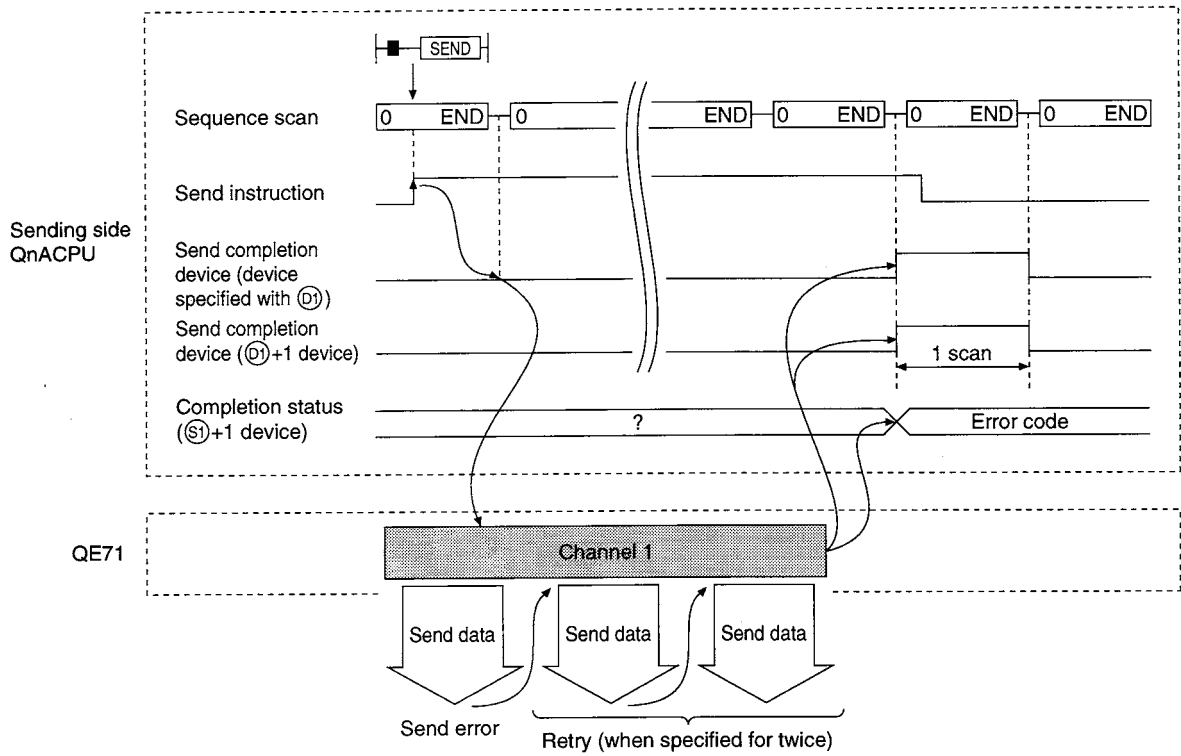 SEND
Sequence scan
0 END 0 END 0 END 0 END 0 END
Send instruction
Sending side
QnACPU
Send completion
device (device
specified with (D1))
Send completion
device ((D1)+1 device)
1 scan
Completion status
((S1)+1 device)
?
Error code
QE71
Channel 1
Send data
Send data
Send data
Send error
Retry (when specified for twice)